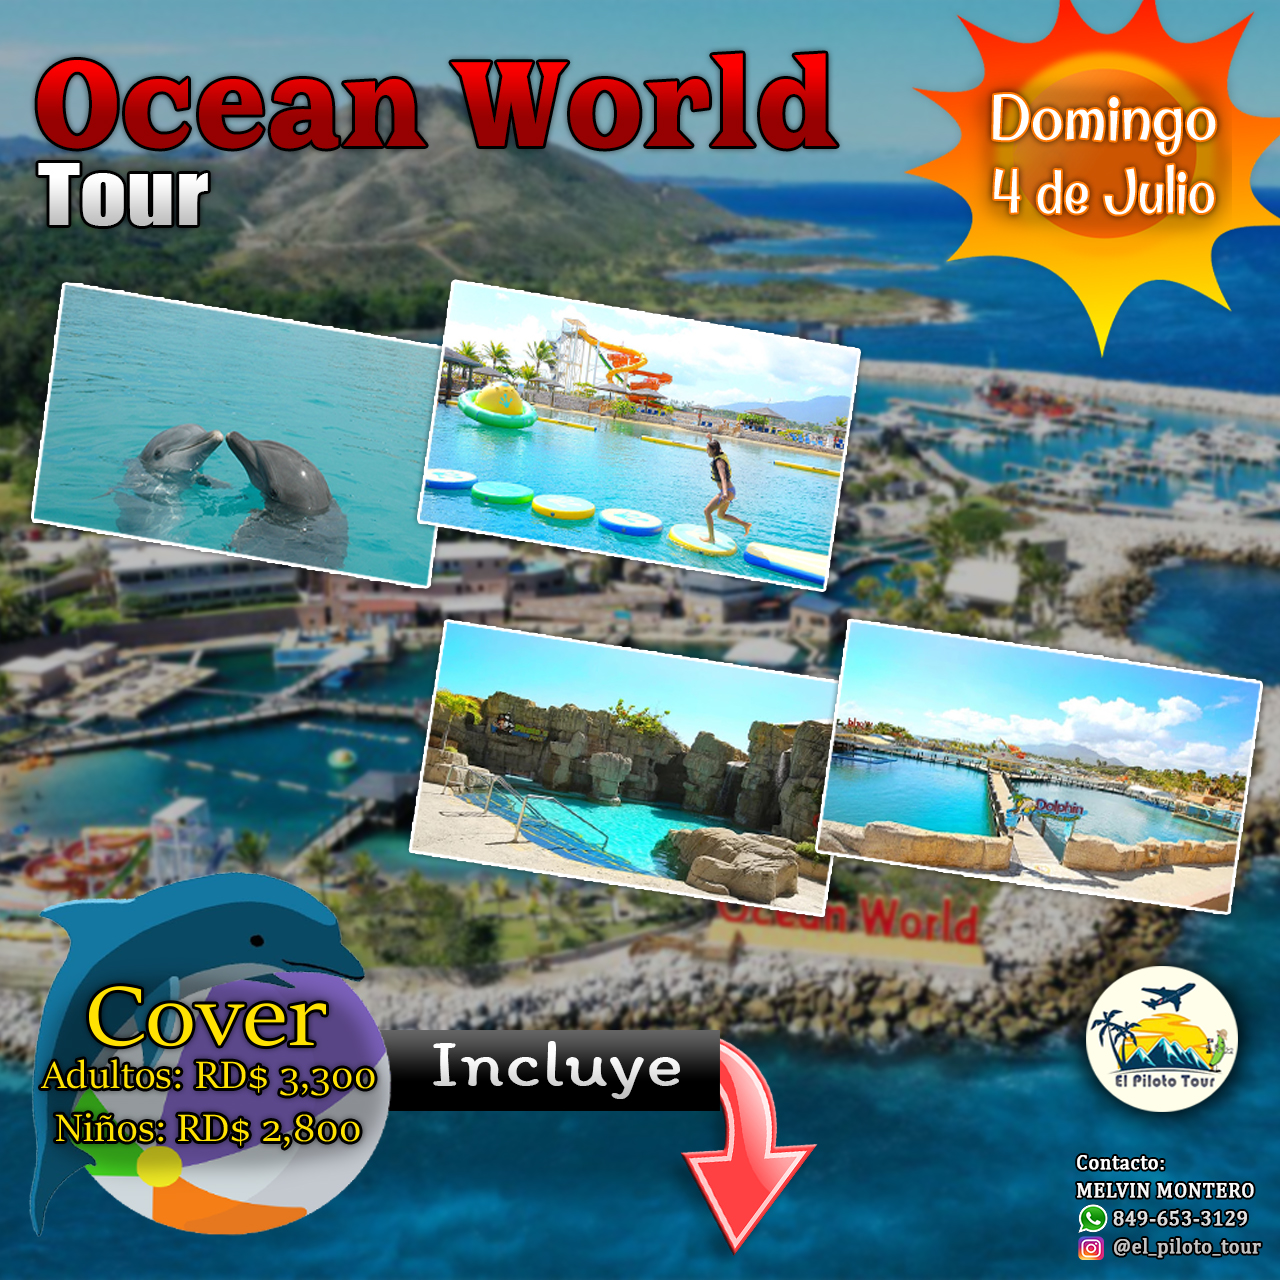 Ocean World
Tour
Domingo
4 de Julio
Dolphin
Ocean World
Cover
Adultos: RD$ 3,300
Niños: RD$ 2,800
Incluye
El Piloto Tour
Contacto:
MELVIN MONTERO
849-653-3129
@el_piloto_tour